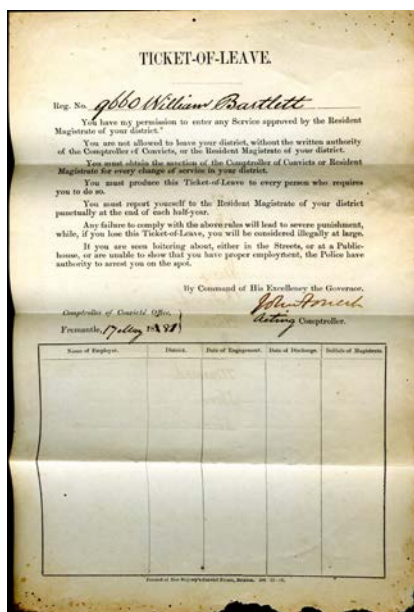 TICKET-OF-LEAVE.
Reg. No. 9660 William Bartlett
You have my permission to enter any Service approved by the Resident
Magistrate of your district.
You are not allowed to leave your district, without the written authority
of the Comptroller of Convicts, or the Resident Magistrate of your district.
You must obtain the sanction of the Comptroller of Convicts or Resident
Magistrate for every change of service in your district.
You must produce this Ticket-of-Leave to every person who requires
you to do so.
You must report yourself to the Resident Magistrate of your district
punctually at the end of each half-year.
Any failure to comply with the above rules will lead to severe punishment,
while, if you lose this Ticket-of-Leave, you will be considered illegally at large.
If you are seen loitering about, either in the Streets, or at a Public-
house, or are unable to show that you have proper employment, the Police have
authority to arrest you on the spot.
By Command of His Excellency the Governor.
John
Comptroller of Convicts' Office,
Acting Comptroller.
Fremantle, 17 May 1881
Name of Employer. District. Date of Engagement. Date of Discharge. Initials of Magistrate
Printed at Her Majesty's Convict Prison,